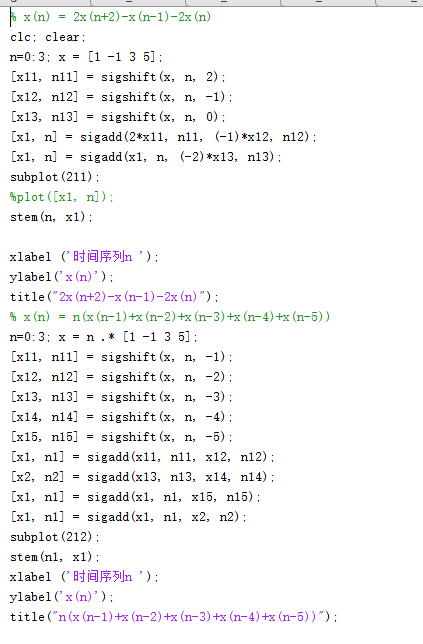 % x(n) = 2x(n+2)-x(n-1)-2x(n)
clc; clear;
n=0:3; x = [1 -1 3 5];
[x11, n11] = sigshift(x, n, 2);
[x12, n12] = sigshift(x, n, -1);
[x13, n13] = sigshift(x, n, 0);
[x1, n] = sigadd(2*x11, n11, (-1)*x12, n12);
[x1, n] = sigadd(x1, n, (-2)*x13, n13);
subplot(211);
%plot([x1, n]);
stem(n, x1);
xlabel ('时间序列n ');
ylabel('x(n)');
title("2x(n+2)-x(n-1)-2x(n)");
% x(n) = n(x(n-1)+x(n-2)+x(n-3)+x(n-4)+x(n-5))
n=0:3; x = n .* [1 -1 3 5];
[x11, n11] = sigshift(x, n, -1);
[x12, n12] = sigshift(x, n, -2);
[x13, n13] = sigshift(x, n, -3);
[x14, n14] = sigshift(x, n, -4);
[x15, n15] = sigshift(x, n, -5);
[x1, n1] = sigadd(x11, n11, x12, n12);
[x2, n2] = sigadd(x13, n13, x14, n14);
[x1, n1] = sigadd(x1, n1, x15, n15);
[x1, n1] = sigadd(x1, n1, x2, n2);
subplot(212);
stem(n1, x1);
xlabel ('时间序列n ');
ylabel('x(n)');
title("n(x(n-1)+x(n-2)+x(n-3)+x(n-4)+x(n-5))");